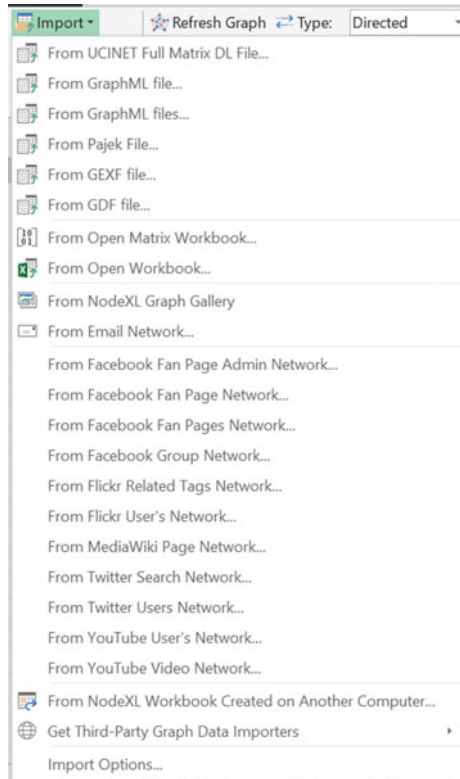 Import Refresh Graph Type: Directed
From UCINET Full Matrix DL File...
From GraphML file...
From GraphML files...
From Pajek File...
From GEXF file...
From GDF file...
From Open Matrix Workbook...
From Open Workbook...
From NodeXL Graph Gallery
From Email Network...
From Facebook Fan Page Admin Network...
From Facebook Fan Page Network...
From Facebook Fan Pages Network...
From Facebook Group Network...
From Flickr Related Tags Network...
From Flickr User's Network...
From MediaWiki Page Network...
From Twitter Search Network...
From Twitter Users Network...
From YouTube User's Network...
From YouTube Video Network...
From NodeXL Workbook Created on Another Computer...
Get Third-Party Graph Data Importers
Import Options...